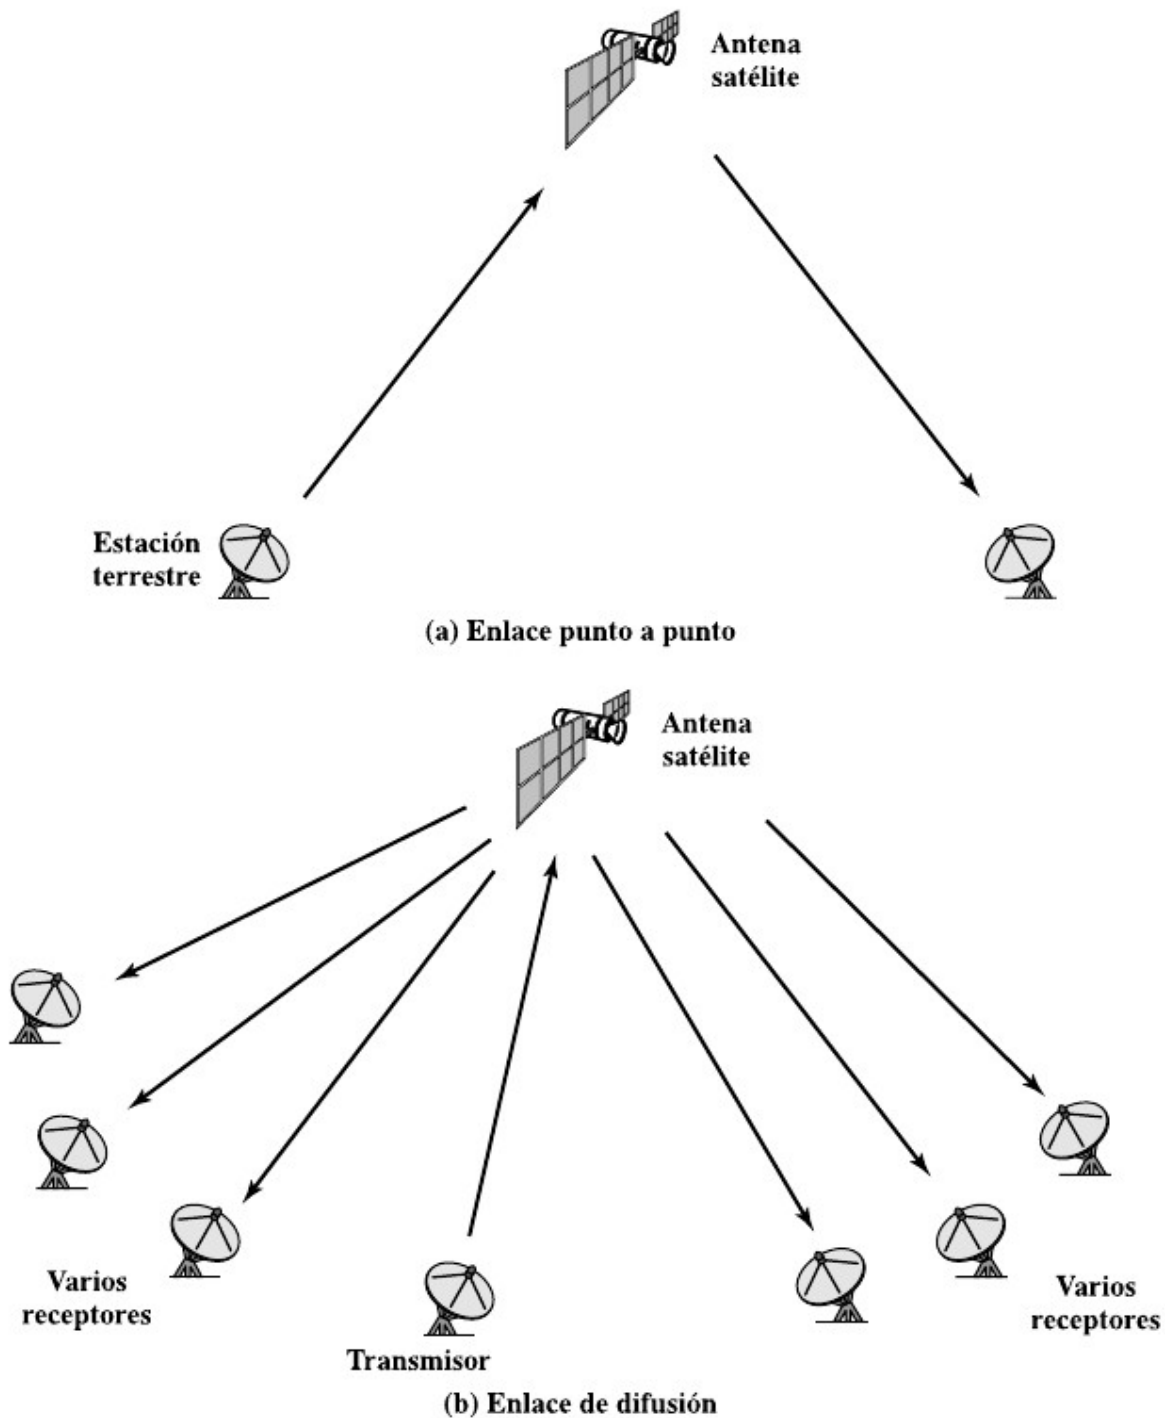 Antena
satélite
Estación
terrestre
(a) Enlace punto a punto
Antena
satélite
Varios
receptores
Transmisor
Varios
receptores
(b) Enlace de difusión